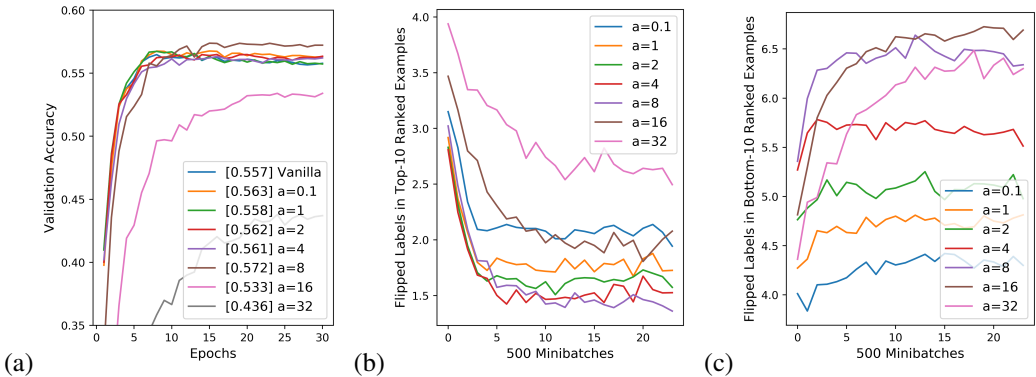 (a)
Validation Accuracy
0.60
0.55
0.50
0.45
0.40
0.35
0 5 10 15 20 25 30
Epochs
[0.557] Vanilla
[0.563] a=0.1
[0.558] a=1
[0.562] a=2
[0.561] a=4
[0.572] a=8
[0.533] a=16
[0.436] a=32
(b)
Flipped Labels in Top-10 Ranked Examples
4.0
3.5
3.0
2.5
2.0
1.5
0 5 10 15 20
500 Minibatches
a=0.1
a=1
a=2
a=4
a=8
a=16
a=32
(c)
Flipped Labels in Bottom-10 Ranked Examples
6.5
6.0
5.5
5.0
4.5
4.0
0 5 10 15 20
500 Minibatches
a=0.1
a=1
a=2
a=4
a=8
a=16
a=32